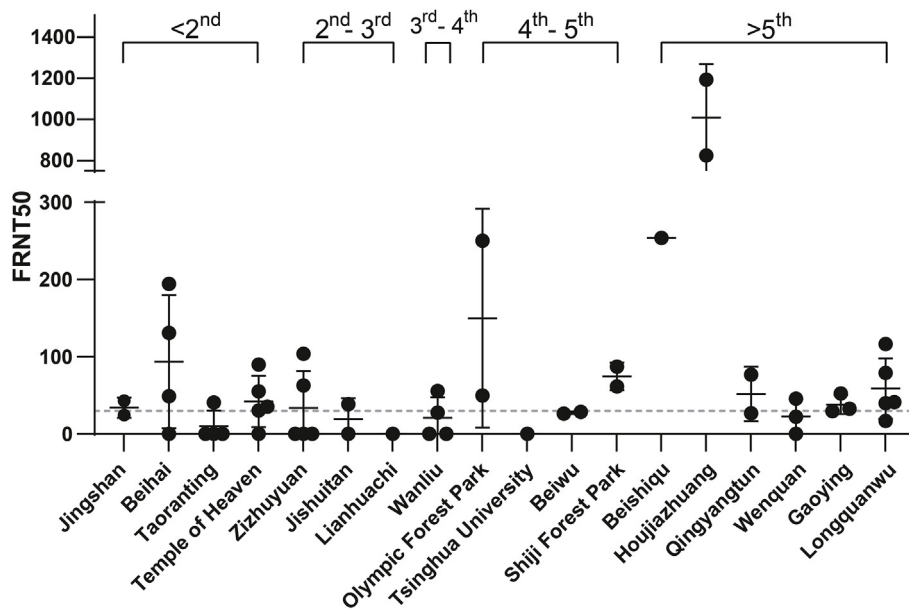 <2nd
2nd - 3rd
3rd - 4th
4th - 5th
>5th
1400
1200
1000
800
300
200
100
0
FRNT50
Jingshan
Beihai
Taoranting
Temple of Heaven
Zizhuyuan
Jishuitan
Lianhuachi
Wanliu
Olympic Forest Park
Tsinghua University
Beiwu
Shiji Forest Park
Beishiqu
Houjiazhuang
Qingyangtun
Wenquan
Gaoying
Longquanwu